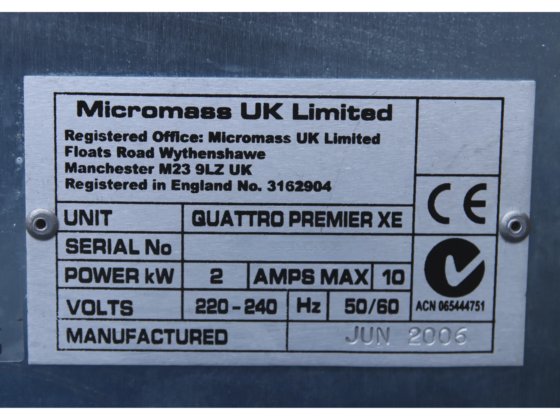 Micromass UK Limited
Registered Office: Micromass UK Limited
Floats Road Wythenshawe
Manchester M23 9LZ UK
Registered in England No. 3162904
UNIT QUATTRO PREMIER XE
SERIAL No
POWER kW 2 AMPS MAX 10
VOLTS 220-240 Hz 50/60
MANUFACTURED JUN 2006
CE
ACN 065444751